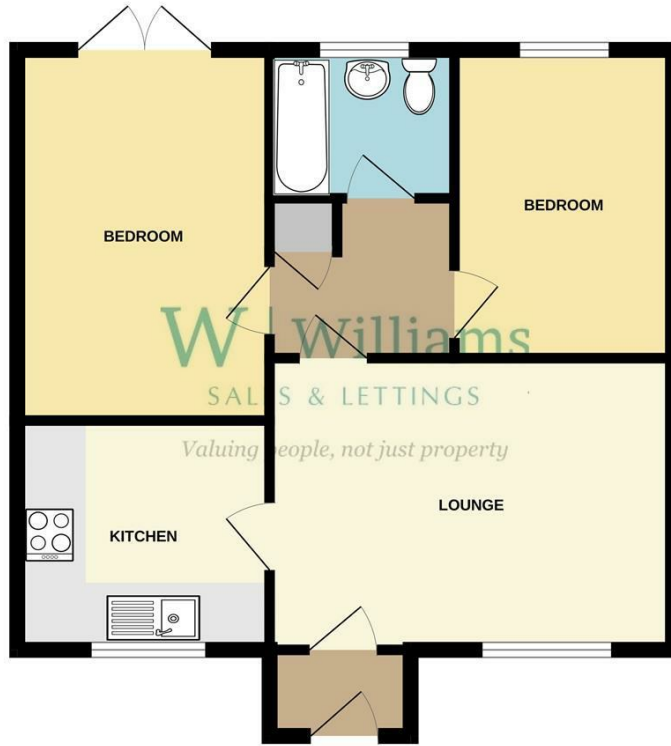 BEDROOM
BEDROOM
W | Williams
SALES & LETTINGS
Valuing people, not just property
LOUNGE
KITCHEN